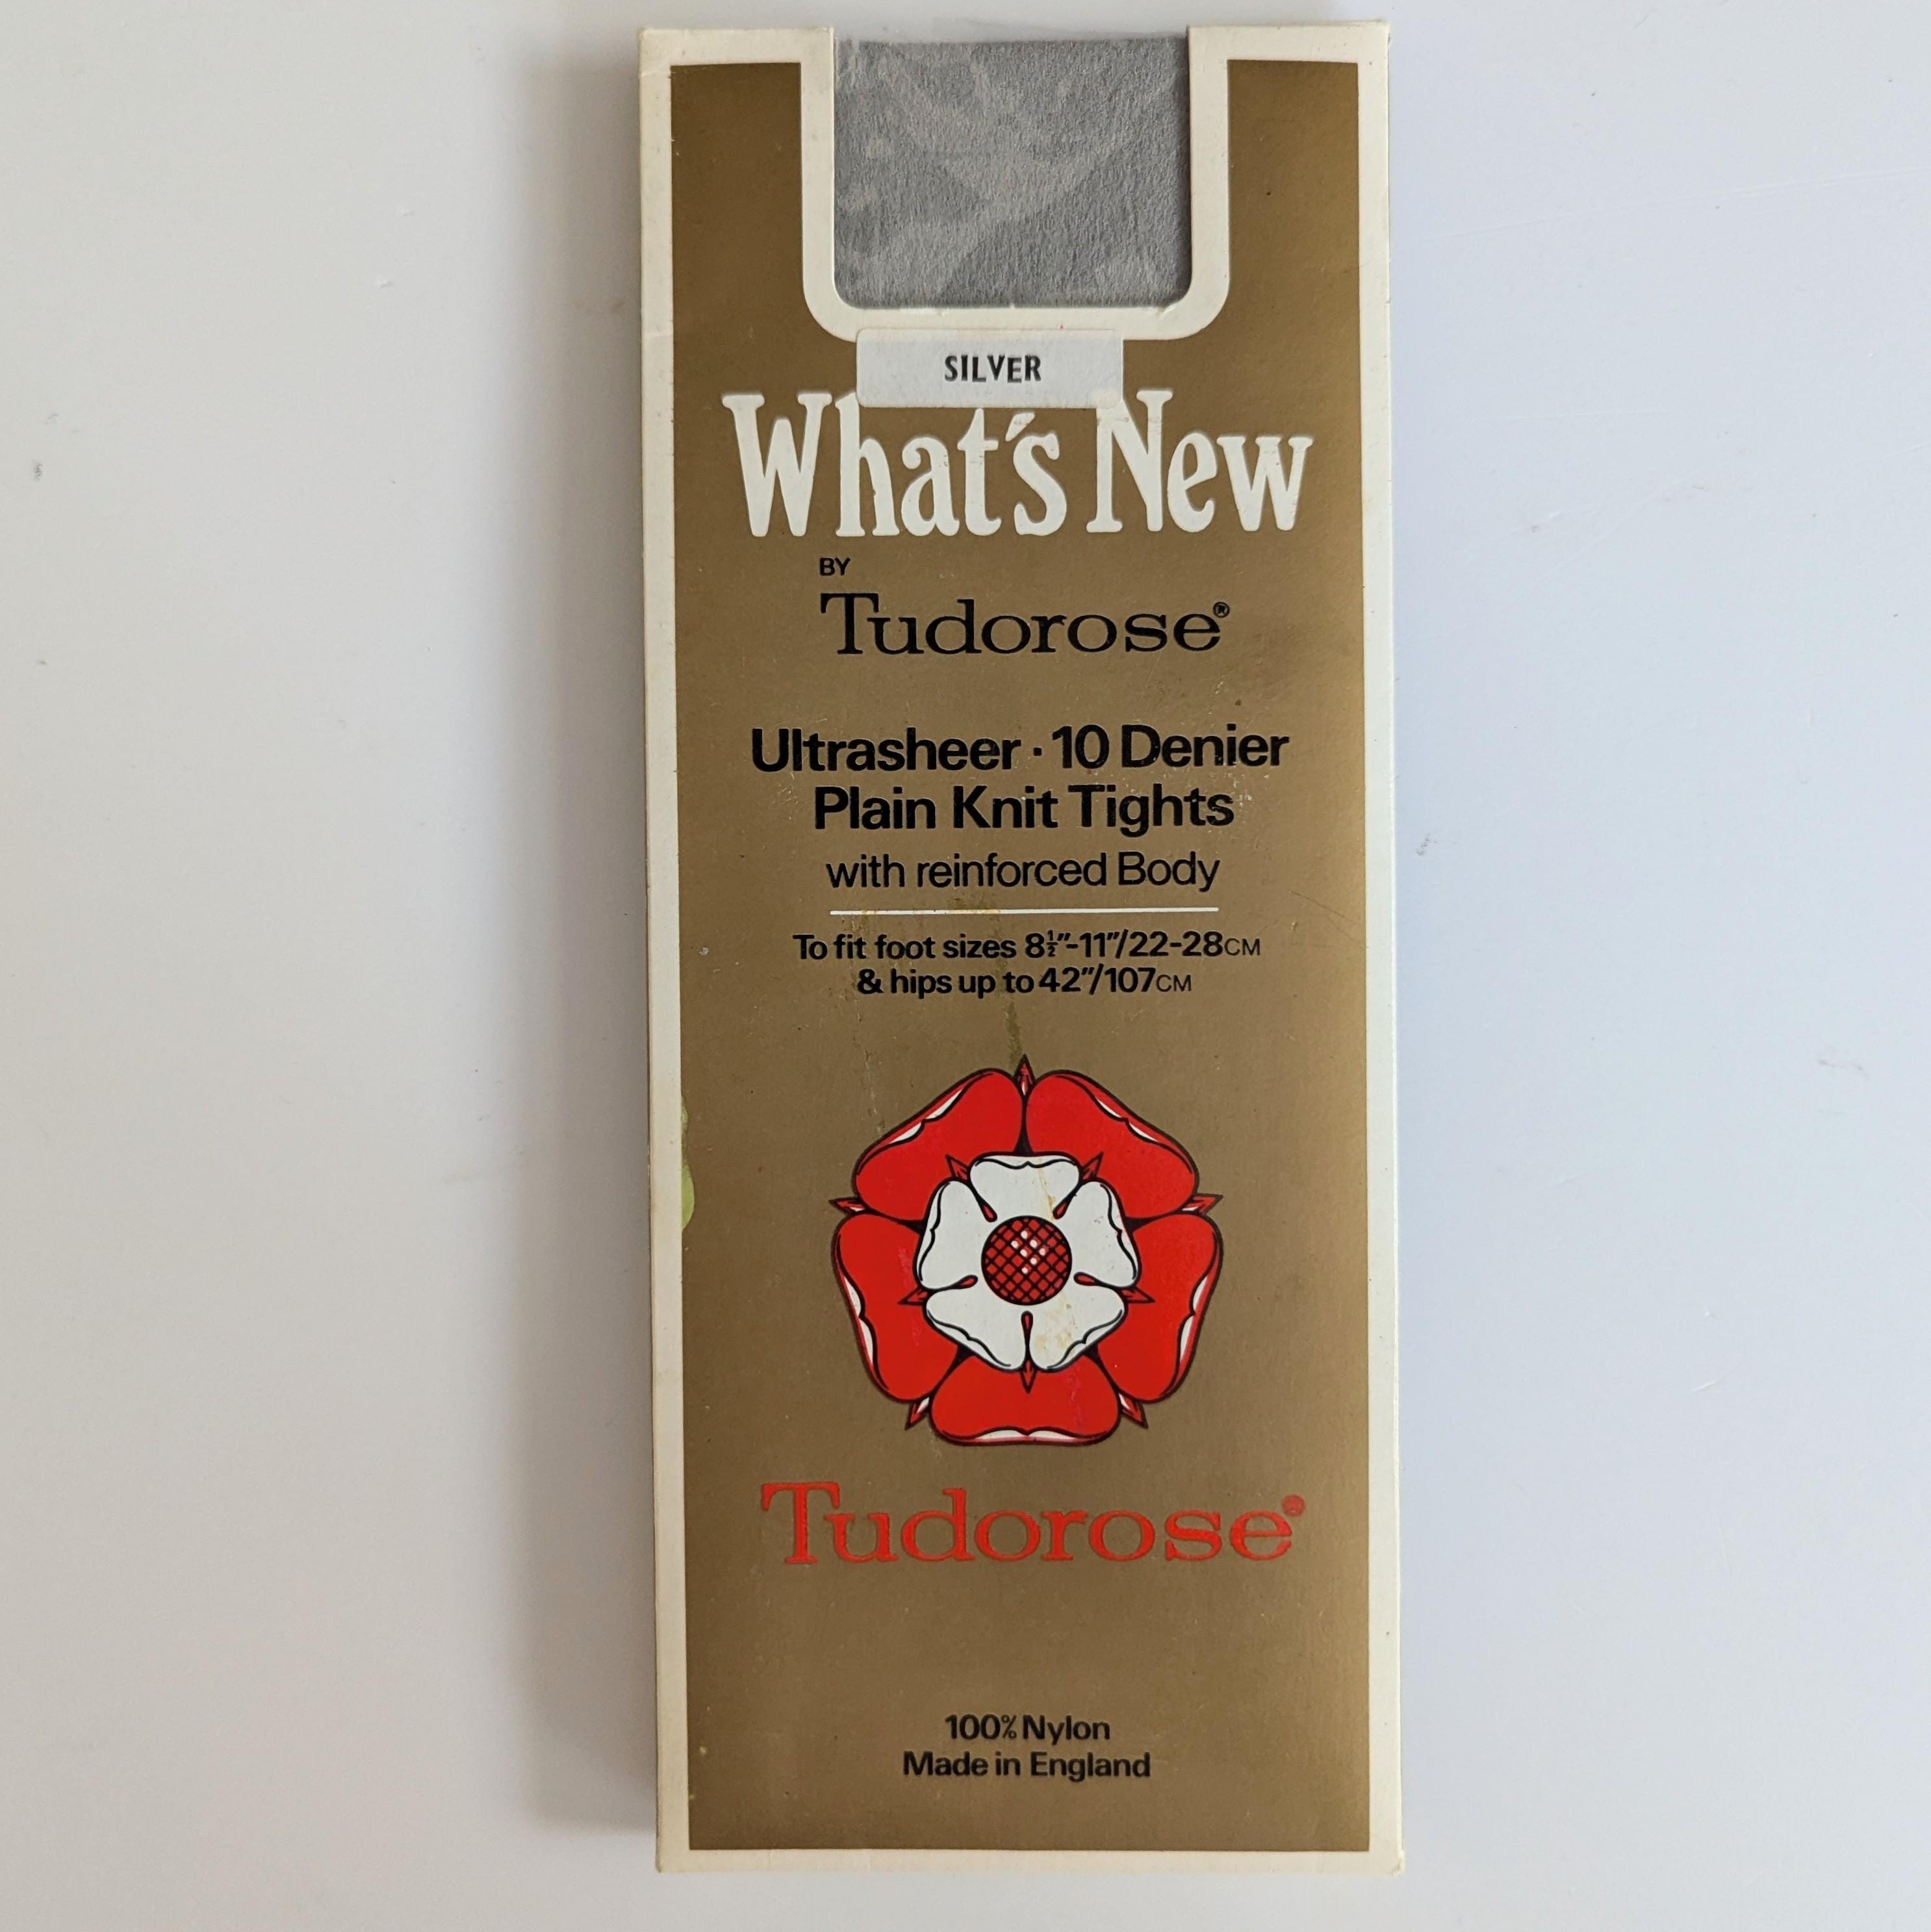 SILVER
What's New
BY
Tudorose®
Ultrasheer · 10 Denier
Plain Knit Tights
with reinforced Body
To fit foot sizes 8½"-11"/22-28CM
& hips up to 42"/107CM
Tudorose®
100% Nylon
Made in England